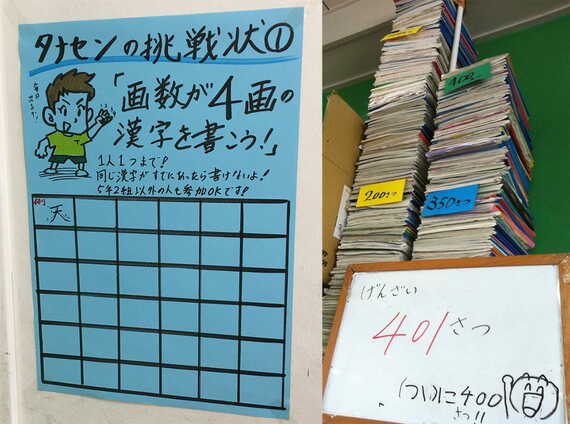 タナセンの挑戦状①
「画数が4画の
漢字を書こう!」
1人1つまで!
同じ漢字がすでにあったら書けないよ!
5年2組以外の人も参加OKです!
例
天
200さつ
350さつ
げんざい
401さつ
ついに400
さつ!!